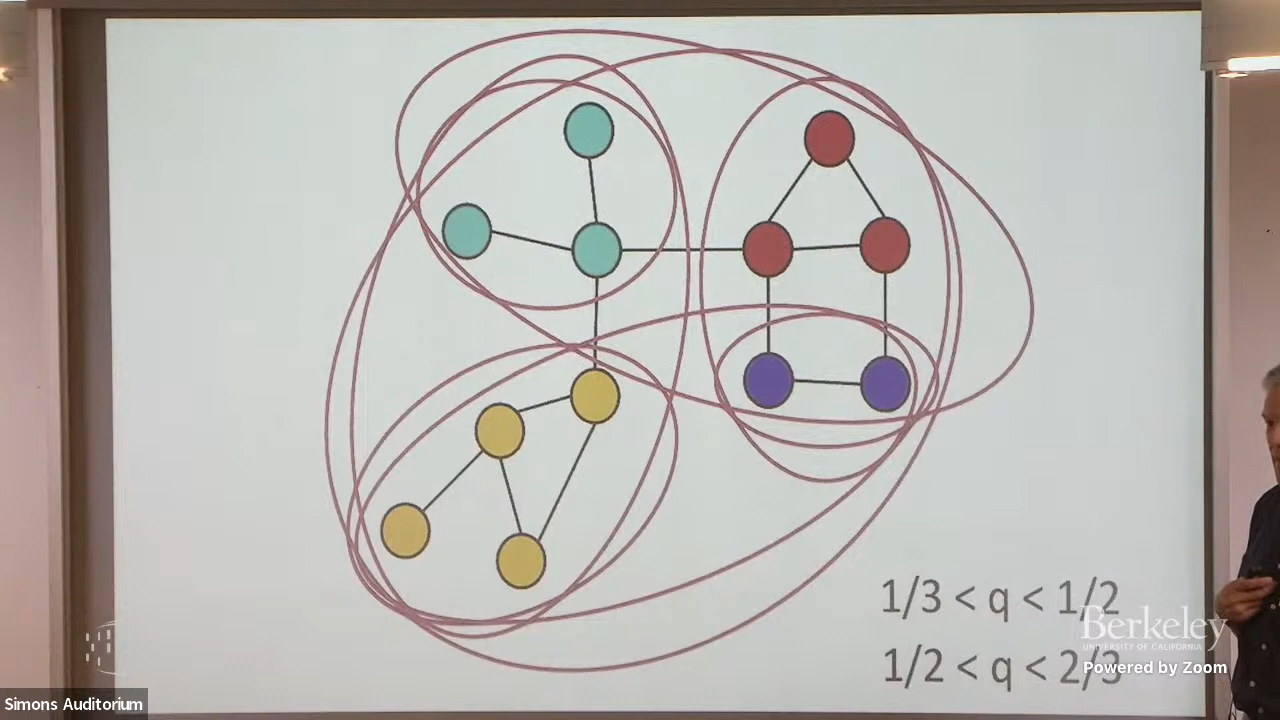 1/3 < q < 1/2
1/2 < q < 2/3
Berkeley
UNIVERSITY OF CALIFORNIA
Powered by Zoom
Simons Auditorium